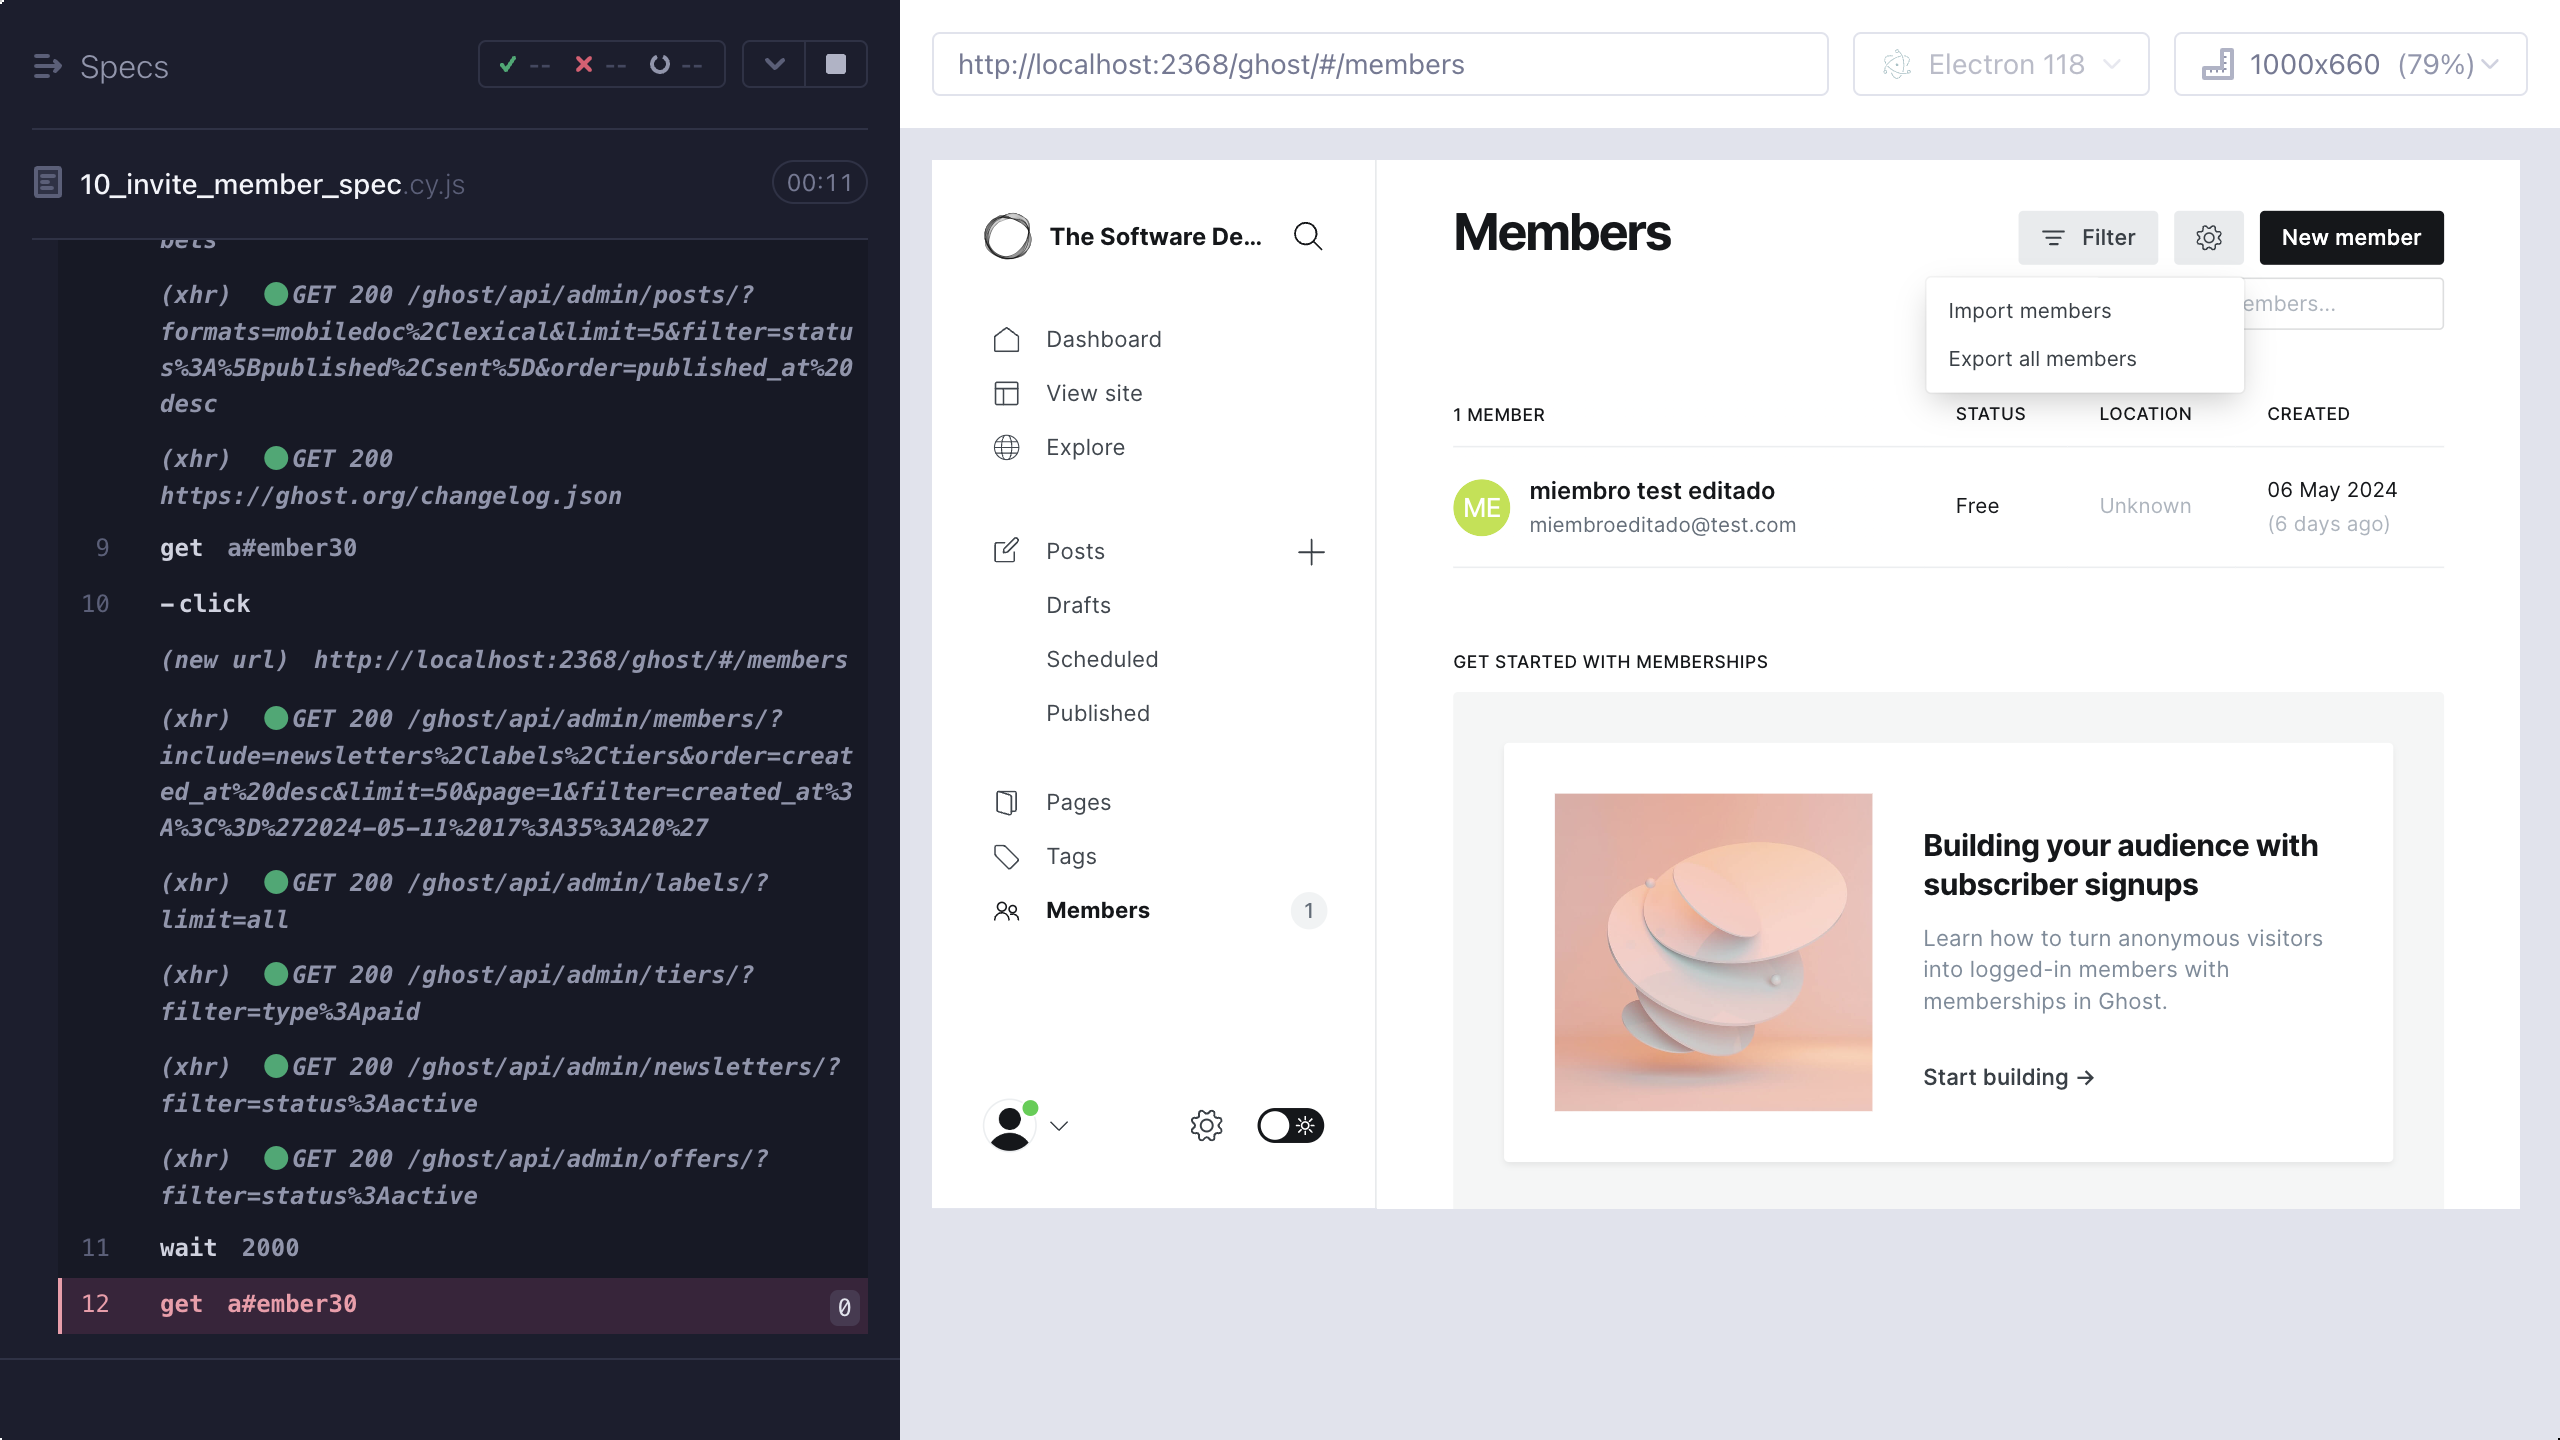 Specs
-- -- --
10_invite_member_spec.cy.js
00:11
bels
(xhr) GET 200 /ghost/api/admin/posts/?
formats=mobiledoc%2Clexical&limit=5&filter=statu
s%3A%5Bpublished%2Csent%5D&order=published_at%20
desc
(xhr) GET 200
https://ghost.org/changelog.json
9 get a#ember30
10 -click
(new url) http://localhost:2368/ghost/#/members
(xhr) GET 200 /ghost/api/admin/members/?
include=newsletters%2Clabels%2Ctiers&order=creat
ed_at%20desc&limit=50&page=1&filter=created_at%3
A%3C%3D%272024-05-11%2017%3A35%3A20%27
(xhr) GET 200 /ghost/api/admin/labels/?
limit=all
(xhr) GET 200 /ghost/api/admin/tiers/?
filter=type%3Apaid
(xhr) GET 200 /ghost/api/admin/newsletters/?
filter=status%3Aactive
(xhr) GET 200 /ghost/api/admin/offers/?
filter=status%3Aactive
11 wait 2000
12 get a#ember30 0
http://localhost:2368/ghost/#/members
Electron 118
1000x660 (79%)
The Software De...
Dashboard
View site
Explore
Posts
Drafts
Scheduled
Published
Pages
Tags
Members 1
Members
Filter
New member
Import members
Export all members
embers...
1 MEMBER STATUS LOCATION CREATED
ME
miembro test editado
miembroeditado@test.com
Free
Unknown
06 May 2024
(6 days ago)
GET STARTED WITH MEMBERSHIPS
Building your audience with
subscriber signups
Learn how to turn anonymous visitors
into logged-in members with
memberships in Ghost.
Start building →